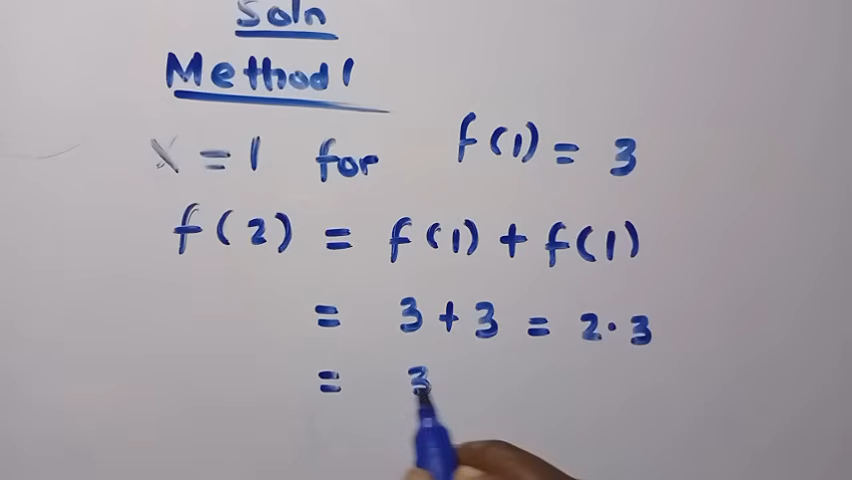 Soln
Method 1
x = 1 for f(1) = 3
f(2) = f(1) + f(1)
= 3 + 3 = 2 · 3
= 3